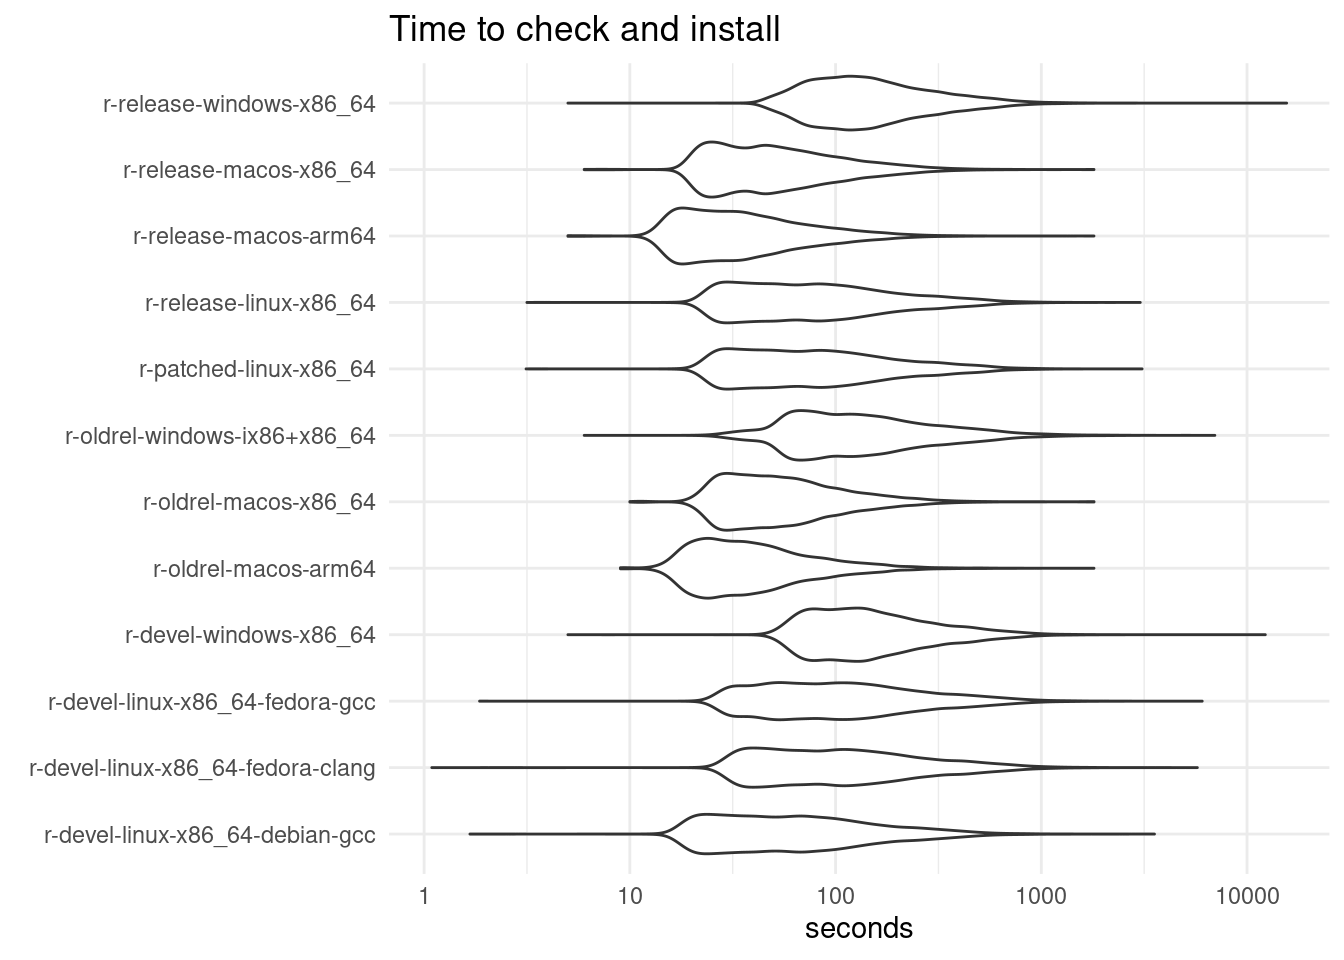 Time to check and install
r-release-windows-x86_64
r-release-macos-x86_64
r-release-macos-arm64
r-release-linux-x86_64
r-patched-linux-x86_64
r-oldrel-windows-ix86+x86_64
r-oldrel-macos-x86_64
r-oldrel-macos-arm64
r-devel-windows-x86_64
r-devel-linux-x86_64-fedora-gcc
r-devel-linux-x86_64-fedora-clang
r-devel-linux-x86_64-debian-gcc
1 10 100 1000 10000
seconds